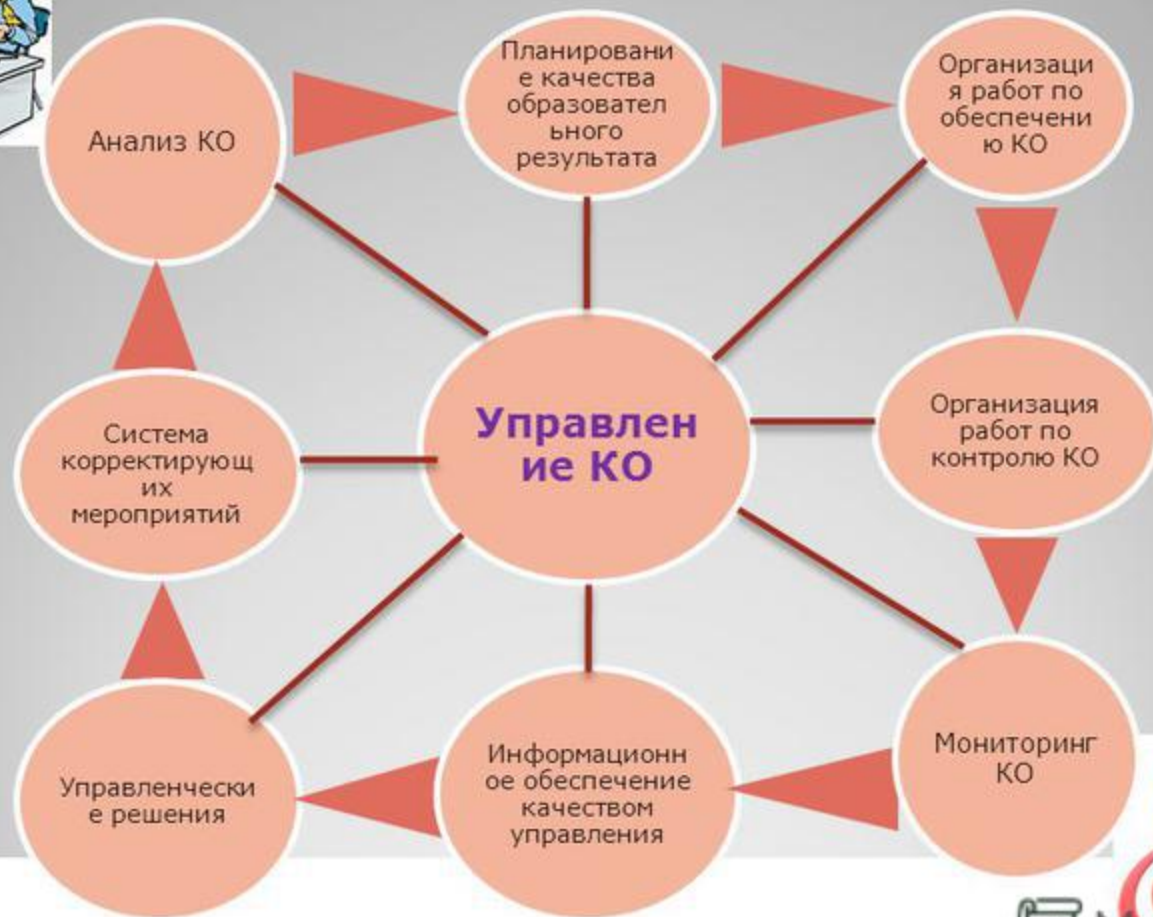 Анализ КО
Планировани
е качества
образовател
ьного
результата
Организаци
я работ по
обеспечени
ю КО
Управлен
ие КО
Организация
работ по
контролю КО
Система
корректирующ
их
мероприятий
Управленчески
е решения
Информационн
ое обеспечение
качеством
управления
Мониторинг
КО